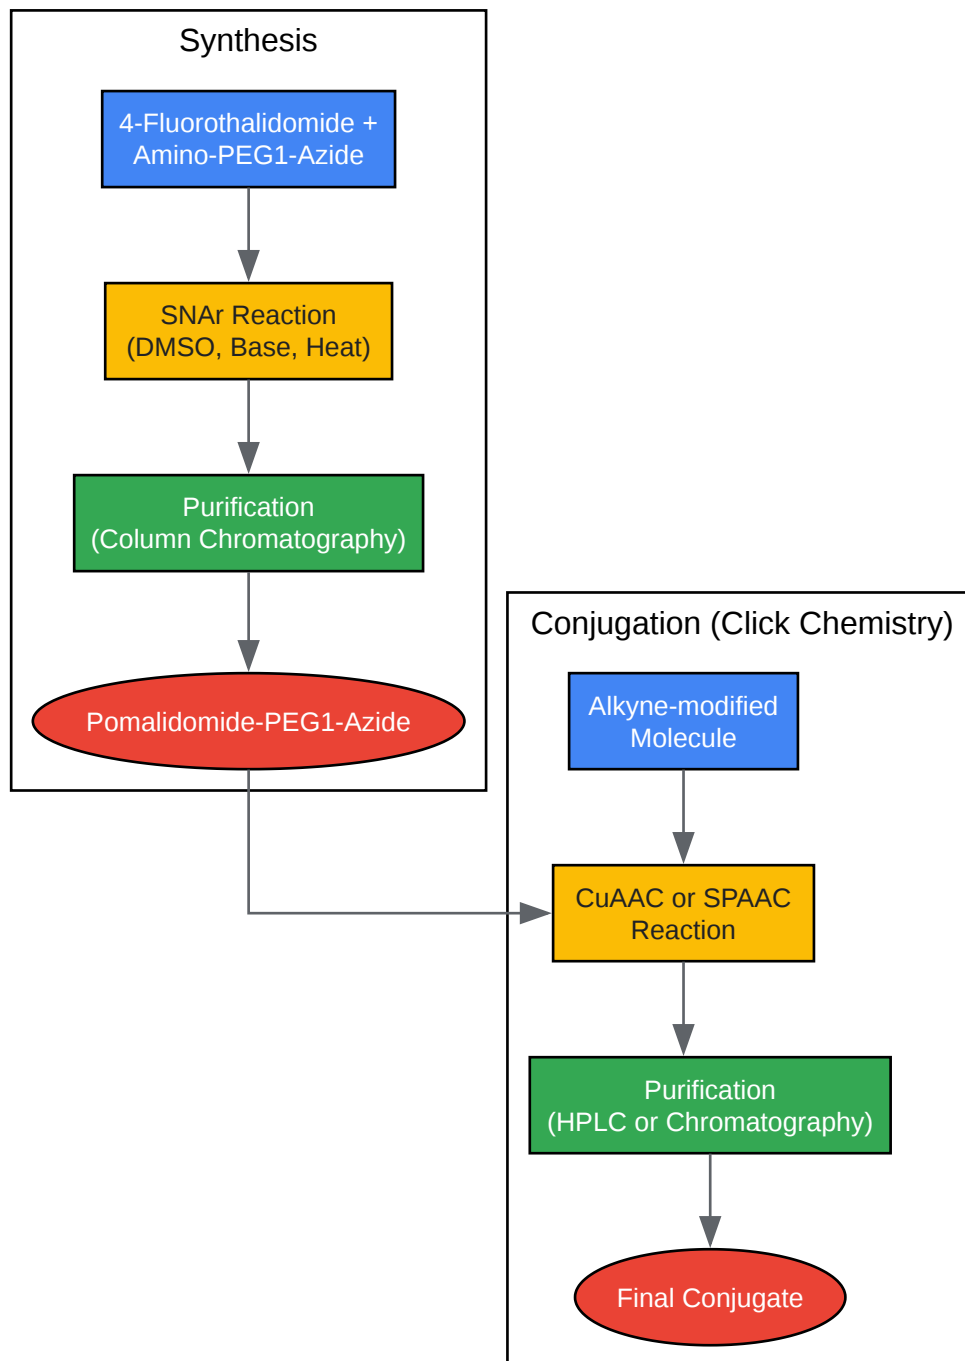 Synthesis
4-Fluorothalidomide +
Amino-PEG1-Azide
SNAr Reaction
(DMSO, Base, Heat)
Purification
(Column Chromatography)
Pomalidomide-PEG1-Azide
Conjugation (Click Chemistry)
Alkyne-modified
Molecule
CuAAC or SPAAC
Reaction
Purification
(HPLC or Chromatography)
Final Conjugate